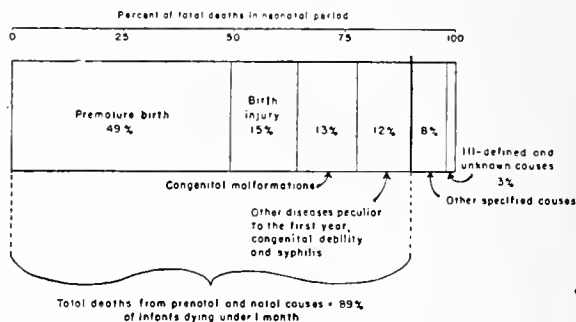 Percent of total deaths in neonatal period
0 25 50 75 100
Premature birth
49%
Birth
injury
15%
13%
12%
8%
Ill-defined and
unknown causes
3%
Congenital malformations
Other specified causes
Other diseases peculiar
To the first year,
congenital debility
and syphilis
Total deaths from prenatal and natal causes = 89%
of infants dying under 1 month